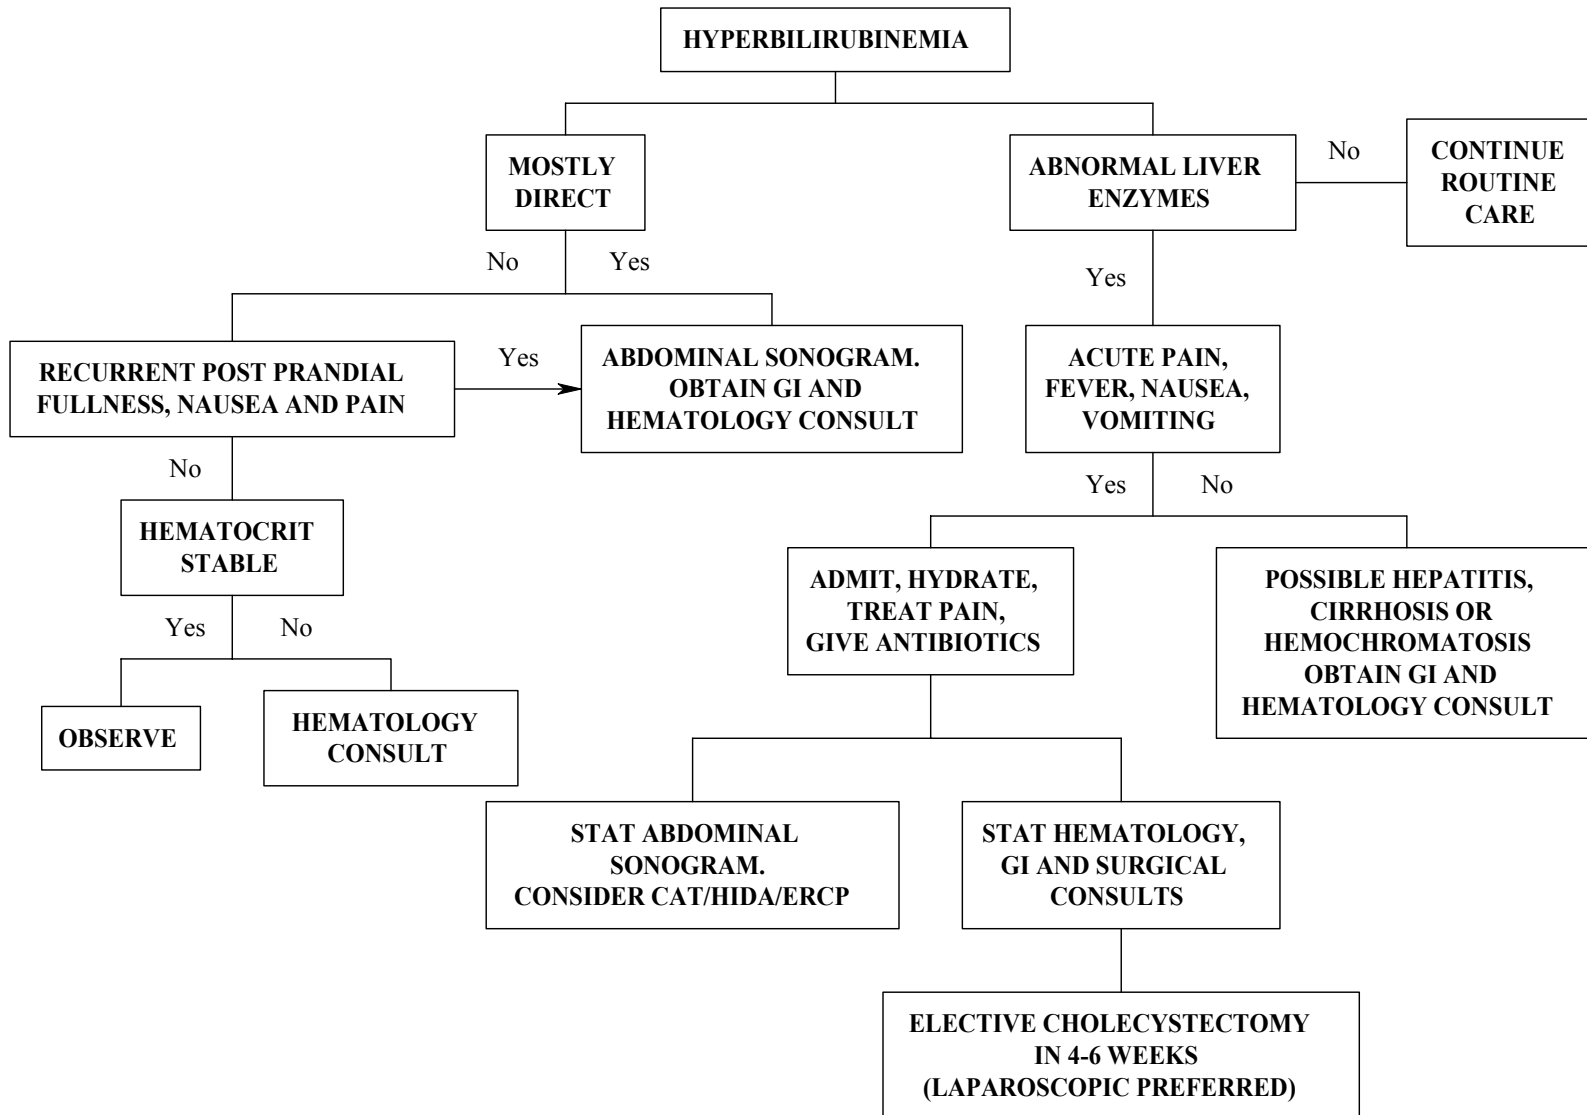 HYPERBILIRUBINEMIA
MOSTLY
DIRECT
ABNORMAL LIVER
ENZYMES
No
CONTINUE
ROUTINE
CARE
No
Yes
Yes
RECURRENT POST PRANDIAL
FULLNESS, NAUSEA AND PAIN
Yes
ABDOMINAL SONOGRAM.
OBTAIN GI AND
HEMATOLOGY CONSULT
ACUTE PAIN,
FEVER, NAUSEA,
VOMITING
No
Yes
No
HEMATOCRIT
STABLE
ADMIT, HYDRATE,
TREAT PAIN,
GIVE ANTIBIOTICS
POSSIBLE HEPATITIS,
CIRRHOSIS OR
HEMOCHROMATOSIS
OBTAIN GI AND
HEMATOLOGY CONSULT
Yes
No
OBSERVE
HEMATOLOGY
CONSULT
STAT ABDOMINAL
SONOGRAM.
CONSIDER CAT/HIDA/ERCP
STAT HEMATOLOGY,
GI AND SURGICAL
CONSULTS
ELECTIVE CHOLECYSTECTOMY
IN 4-6 WEEKS
(LAPAROSCOPIC PREFERRED)